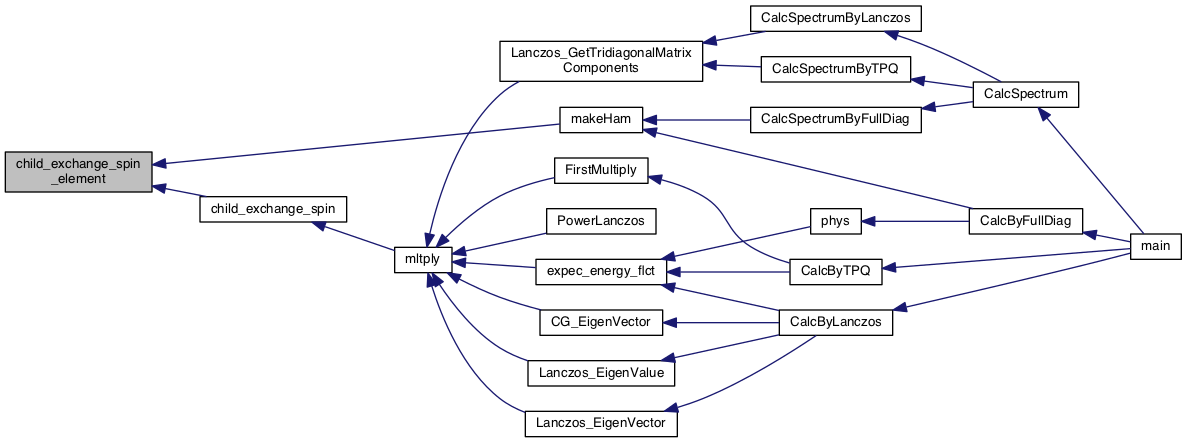 child_exchange_spin
_element
child_exchange_spin
mltply
Lanczos_GetTridiagonalMatrix
Components
makeHam
FirstMultiply
PowerLanczos
expec_energy_flct
CG_EigenVector
Lanczos_EigenValue
Lanczos_EigenVector
CalcSpectrumByLanczos
CalcSpectrumByTPQ
CalcSpectrumByFullDiag
phys
CalcByTPQ
CalcByLanczos
CalcSpectrum
CalcByFullDiag
main